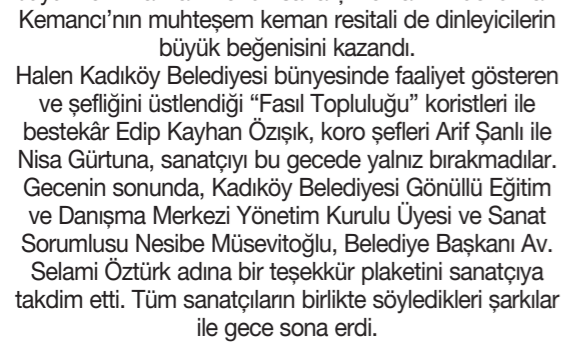 Kemancı’nın muhteşem keman resitali de dinleyicilerin
büyük beğenisini kazandı.
Halen Kadıköy Belediyesi bünyesinde faaliyet gösteren
ve şefliğini üstlendiği “Fasıl Topluluğu” koristleri ile
bestekâr Edip Kayhan Özışık, koro şefleri Arif Şanlı ile
Nisa Gürtuna, sanatçıyı bu gecede yalnız bırakmadılar.
Gecenin sonunda, Kadıköy Belediyesi Gönüllü Eğitim
ve Danışma Merkezi Yönetim Kurulu Üyesi ve Sanat
Sorumlusu Nesibe Müsevitoğlu, Belediye Başkanı Av.
Selami Öztürk adına bir teşekkür plaketini sanatçıya
takdim etti. Tüm sanatçıların birlikte söyledikleri şarkılar
ile gece sona erdi.